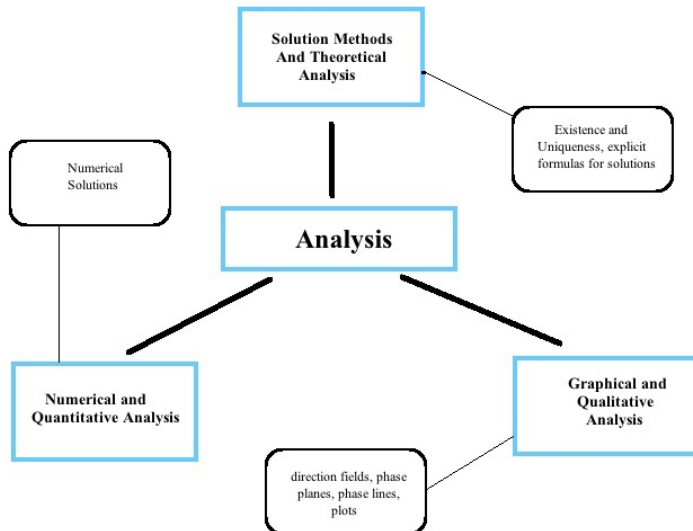 Solution Methods
And Theoretical
Analysis
Existence and
Uniqueness, explicit
formulas for solutions
Numerical
Solutions
Analysis
Numerical and
Quantitative Analysis
Graphical and
Qualitative
Analysis
direction fields, phase
planes, phase lines,
plots